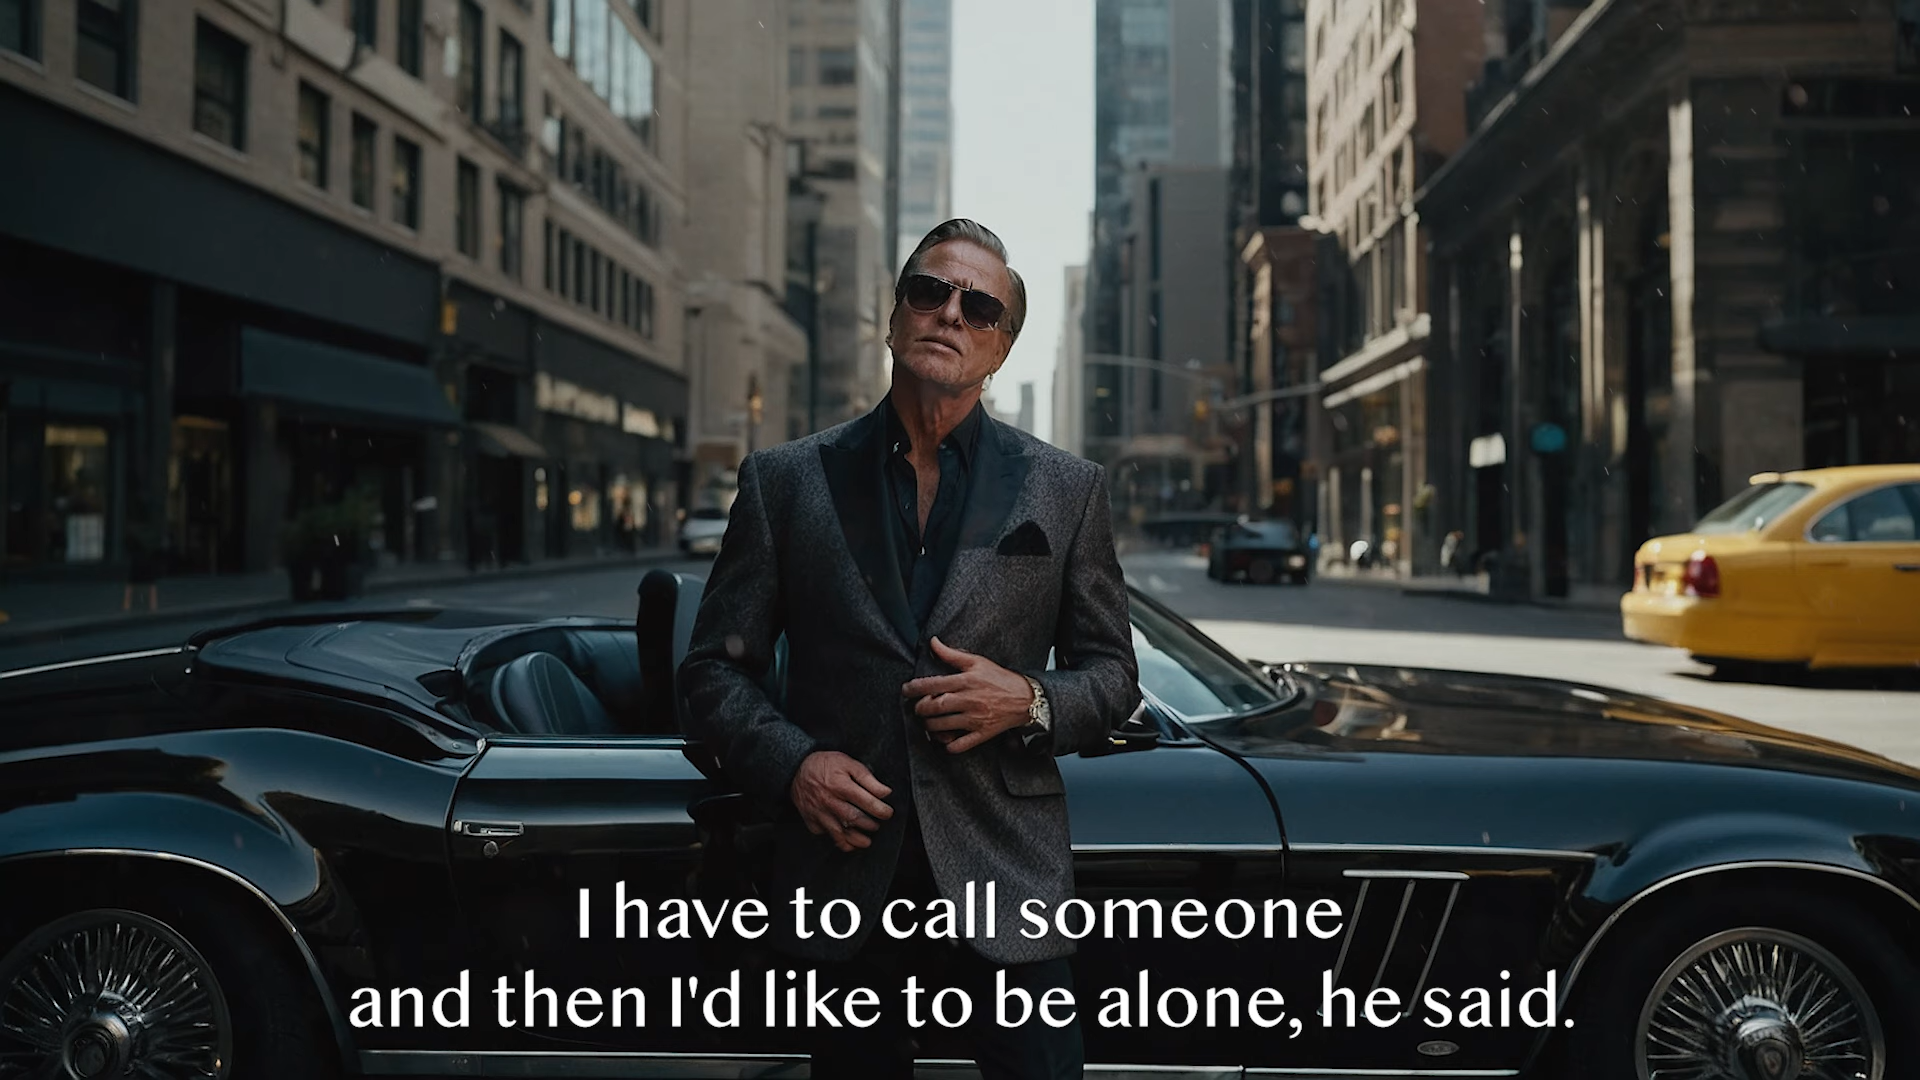 I have to call someone
and then I'd like to be alone, he said.